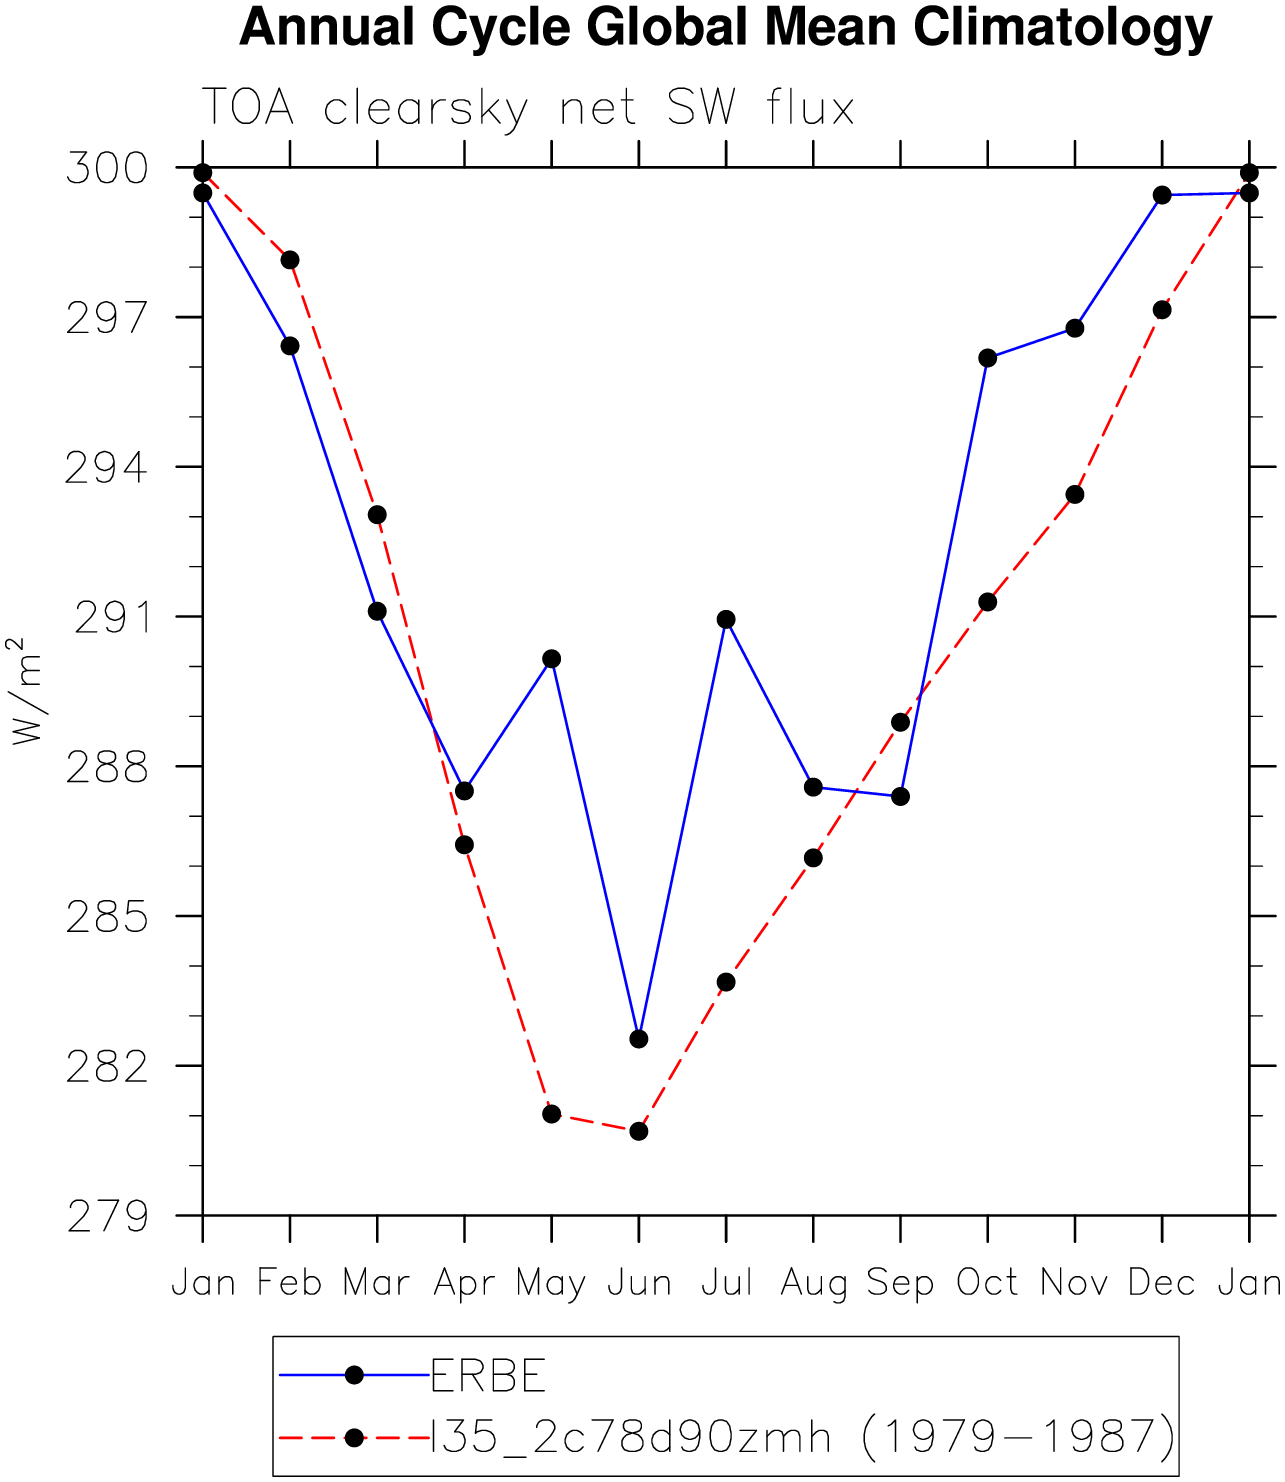 Annual Cycle Global Mean Climatology
TOA clearsky net SW flux
300
297
294
291
288
285
282
279
W/m²
Jan Feb Mar Apr May Jun Jul Aug Sep Oct Nov Dec Jan
ERBE
I35_2c78d90zmh (1979-1987)